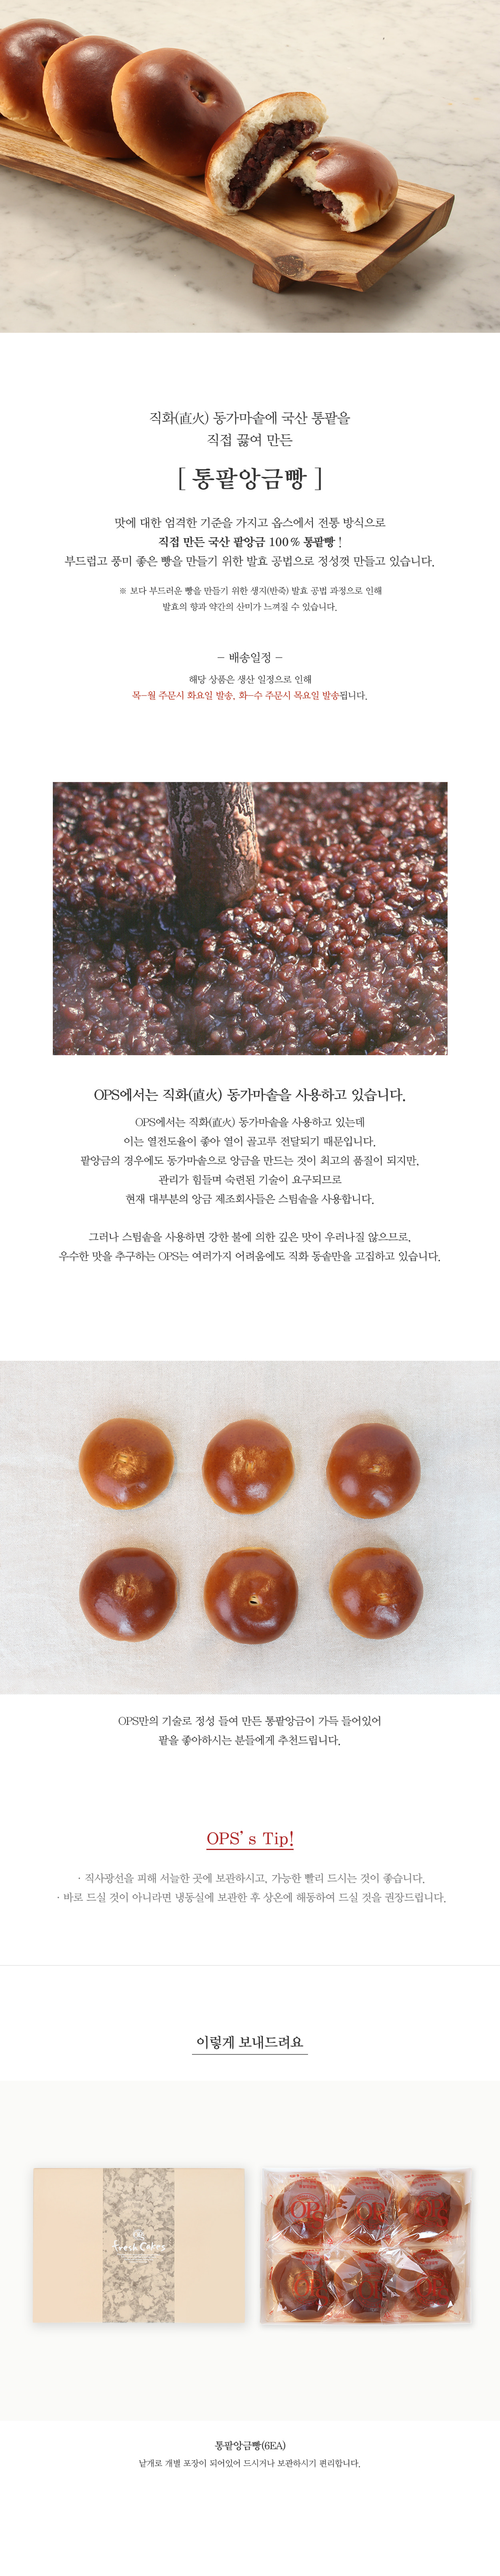 직화(直火) 동가마솥에 국산 통팥을
직접 끓여 만든
[ 통팥앙금빵 ]
맛에 대한 엄격한 기준을 가지고 옵스에서 전통 방식으로
직접 만든 국산 팥앙금 100% 통팥빵 !
부드럽고 풍미 좋은 빵을 만들기 위한 발효 공법으로 정성껏 만들고 있습니다.
※ 보다 부드러운 빵을 만들기 위한 생지(반죽) 발효 공법 과정으로 인해
발효의 향과 약간의 산미가 느껴질 수 있습니다.
- 배송일정 -
해당 상품은 생산 일정으로 인해
목-월 주문시 화요일 발송, 화-수 주문시 목요일 발송됩니다.
OPS에서는 직화(直火) 동가마솥을 사용하고 있습니다.
OPS에서는 직화(直火) 동가마솥을 사용하고 있는데
이는 열전도율이 좋아 열이 골고루 전달되기 때문입니다.
팥앙금의 경우에도 동가마솥으로 앙금을 만드는 것이 최고의 품질이 되지만,
관리가 힘들며 숙련된 기술이 요구되므로
현재 대부분의 앙금 제조회사들은 스팀솥을 사용합니다.
그러나 스팀솥을 사용하면 강한 불에 의한 깊은 맛이 우러나질 않으므로,
우수한 맛을 추구하는 OPS는 여러가지 어려움에도 직화 동솥만을 고집하고 있습니다.
OPS만의 기술로 정성 들여 만든 통팥앙금이 가득 들어있어
팥을 좋아하시는 분들에게 추천드립니다.
OPS’s Tip!
· 직사광선을 피해 서늘한 곳에 보관하시고, 가능한 빨리 드시는 것이 좋습니다.
· 바로 드실 것이 아니라면 냉동실에 보관한 후 상온에 해동하여 드실 것을 권장드립니다.
이렇게 보내드려요
Fresh Cakes
통팥앙금빵(6EA)
낱개로 개별 포장이 되어있어 드시거나 보관하시기 편리합니다.